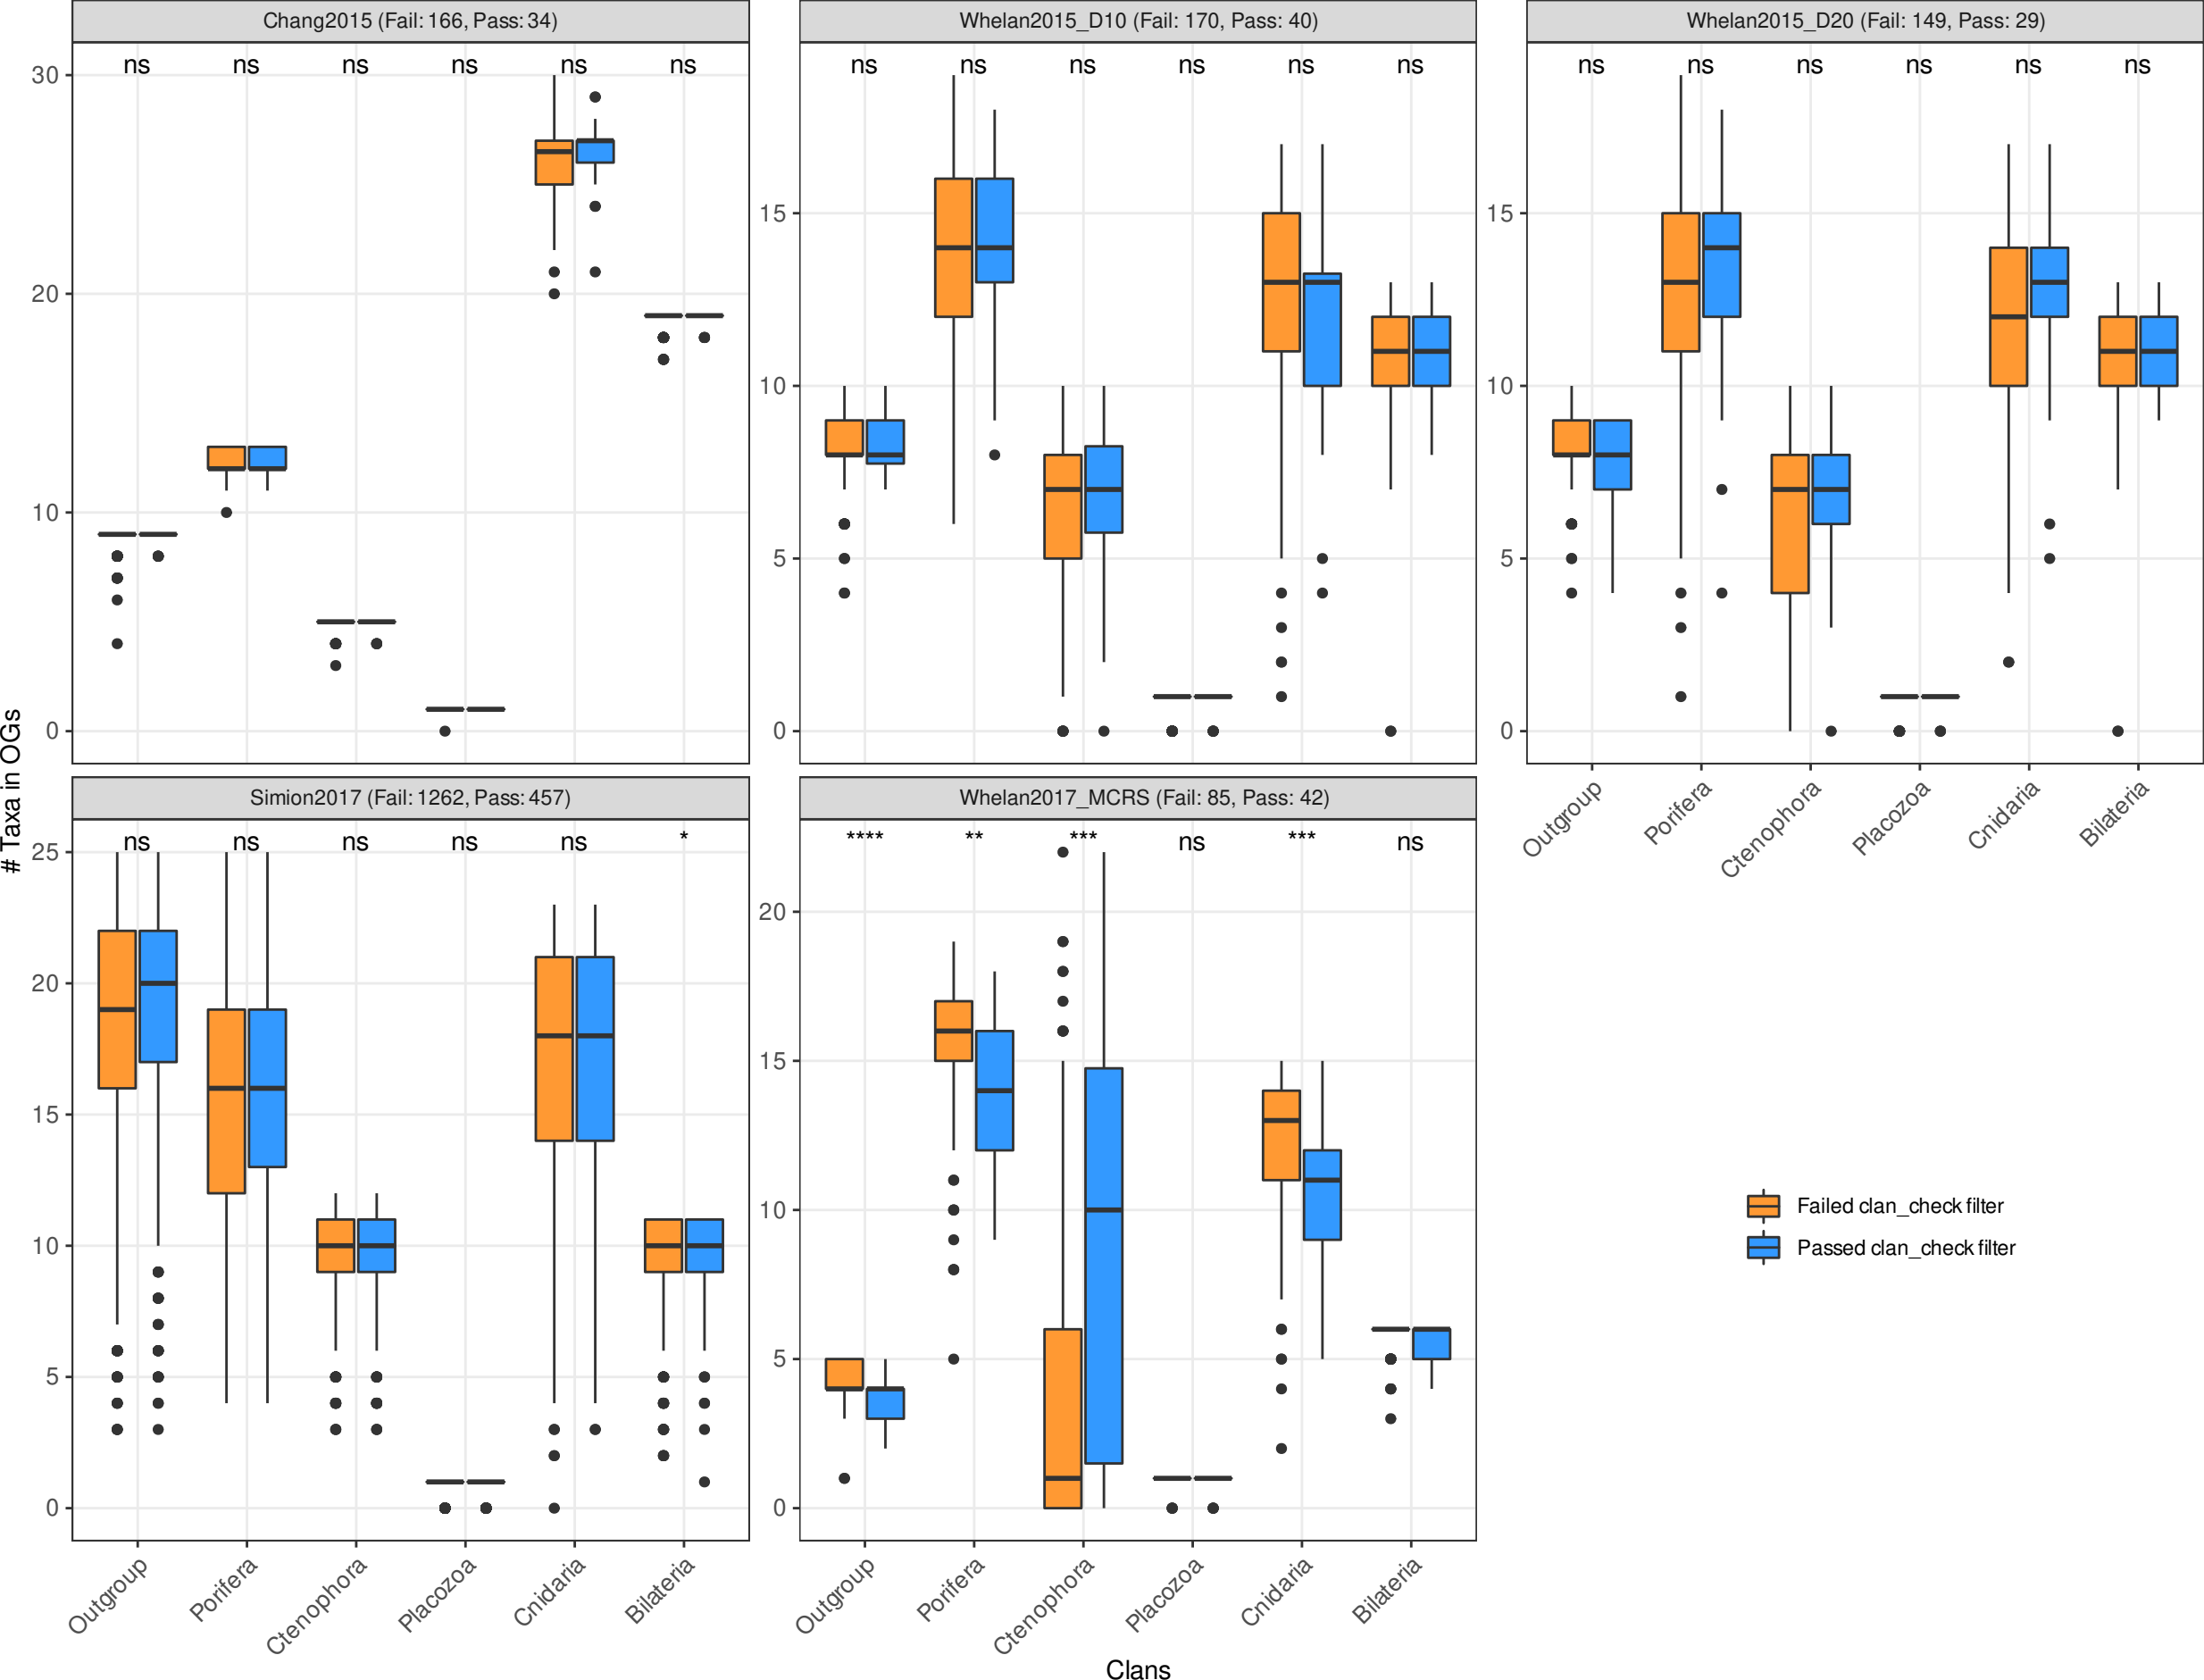 Chang2015 (Fail: 166, Pass: 34)
Whelan2015_D10 (Fail: 170, Pass: 40)
Whelan2015_D20 (Fail: 149, Pass: 29)
ns ns ns ns ns ns
ns ns ns ns ns ns
ns ns ns ns ns ns
30
20
10
0
15
10
5
0
15
10
5
0
Outgroup
Porifera
Ctenophora
Placozoa
Cnidaria
Bilateria
# Taxa in OGs
Simion2017 (Fail: 1262, Pass: 457)
Whelan2017_MCRS (Fail: 85, Pass: 42)
ns ns ns ns ns *
**** ** *** ns *** ns
25
20
15
10
5
0
20
15
10
5
0
Outgroup
Porifera
Ctenophora
Placozoa
Cnidaria
Bilateria
Outgroup
Porifera
Ctenophora
Placozoa
Cnidaria
Bilateria
Failed clan_check filter
Passed clan_check filter
Clans